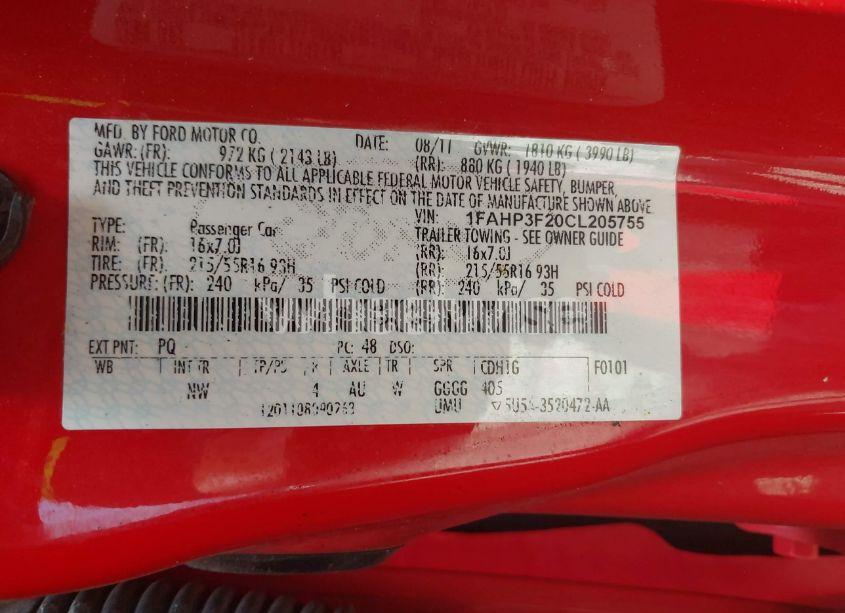 MFD. BY FORD MOTOR CO. DATE: 08/11 GVWR: 1810 KG ( 3990 LB)
GAWR: (FR): 972 KG ( 2143 LB) (RR): 880 KG ( 1940 LB)
THIS VEHICLE CONFORMS TO ALL APPLICABLE FEDERAL MOTOR VEHICLE SAFETY, BUMPER,
AND THEFT PREVENTION STANDARDS IN EFFECT ON THE DATE OF MANUFACTURE SHOWN ABOVE.
VIN: 1FAHP3F20CL205755
TYPE: Passenger Car TRAILER TOWING - SEE OWNER GUIDE
RIM: (FR): 16x7.0J (RR): 16x7.0J
TIRE: (FR): 215/55R16 93H (RR): 215/55R16 93H
PRESSURE: (FR): 240 kPa/ 35 PSI COLD (RR): 240 kPa/ 35 PSI COLD
EXT PNT: PQ PC: 48 DSO:
WB INT TR TP/PS R AXLE TR SPR CDH1G F0101
NW 4 AU W GGGG 405
UMU